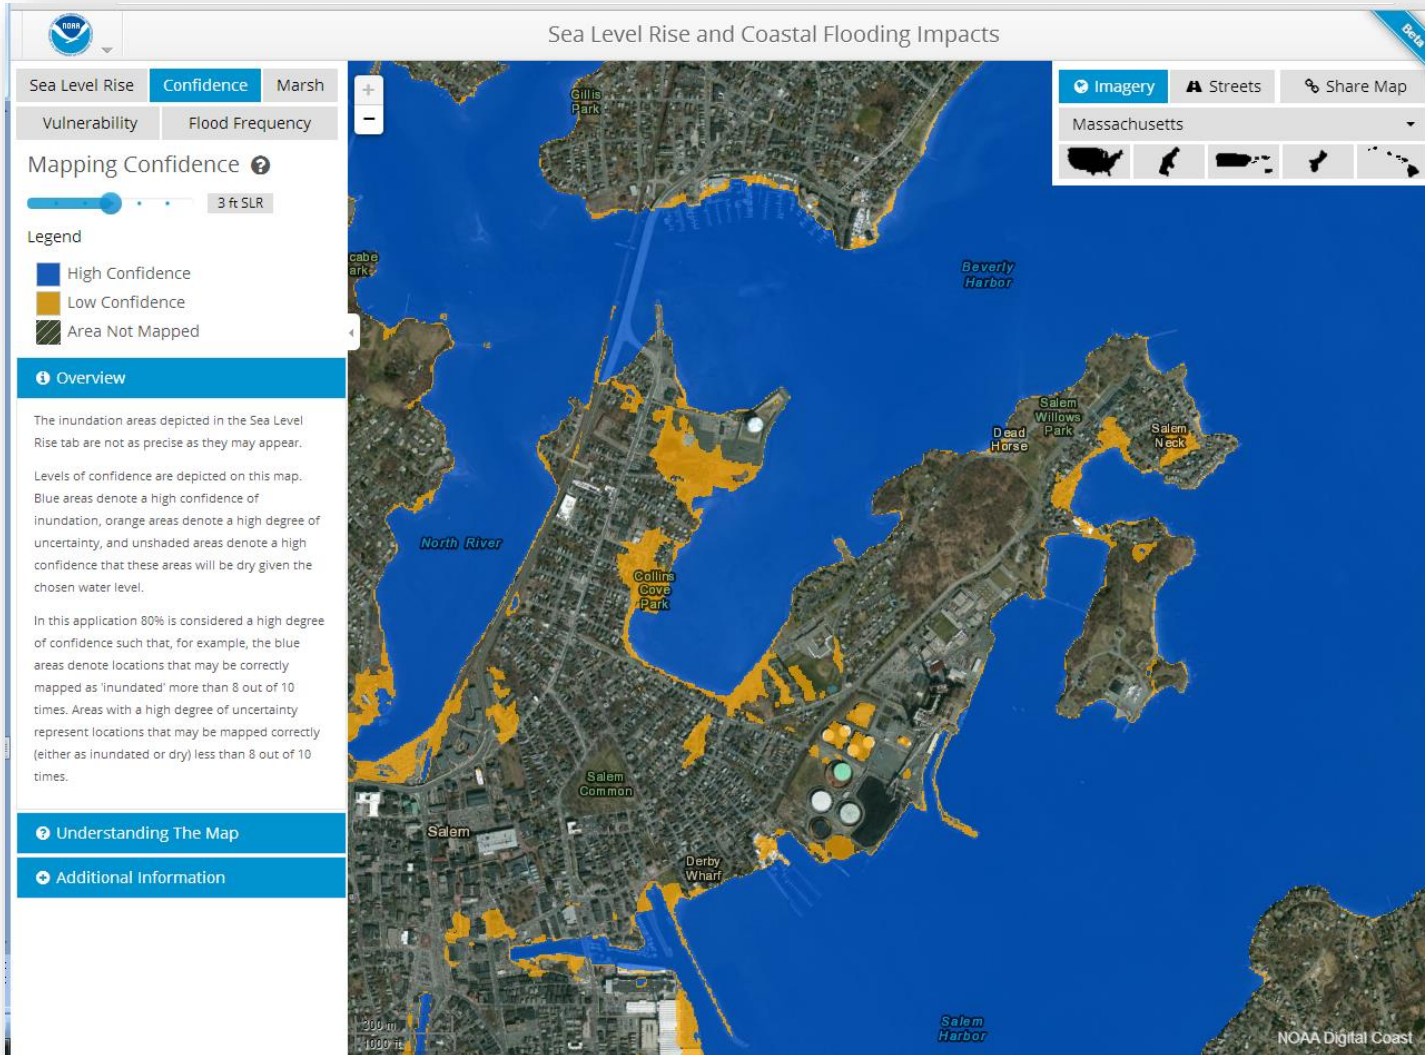 NOAA
Sea Level Rise and Coastal Flooding Impacts
Beta
Sea Level Rise
Confidence
Marsh
Vulnerability
Flood Frequency
Mapping Confidence ?
3 ft SLR
Legend
High Confidence
Low Confidence
Area Not Mapped
Overview
The inundation areas depicted in the Sea Level
Rise tab are not as precise as they may appear.
Levels of confidence are depicted on this map.
Blue areas denote a high confidence of
inundation, orange areas denote a high degree of
uncertainty, and unshaded areas denote a high
confidence that these areas will be dry given the
chosen water level.
In this application 80% is considered a high degree
of confidence such that, for example, the blue
areas denote locations that may be correctly
mapped as 'inundated' more than 8 out of 10
times. Areas with a high degree of uncertainty
represent locations that may be mapped correctly
(either as inundated or dry) less than 8 out of 10
times.
Understanding The Map
Additional Information
+
−
Imagery
Streets
Share Map
Massachusetts
Gillis
Park
cabe
ark
Beverly
Harbor
Salem
Willows
Park
Dead
Horse
Salem
Neck
North River
Collins
Cove
Park
Salem
Common
Salem
Derby
Wharf
Salem
Harbor
300 m
1000 ft
NOAA Digital Coast